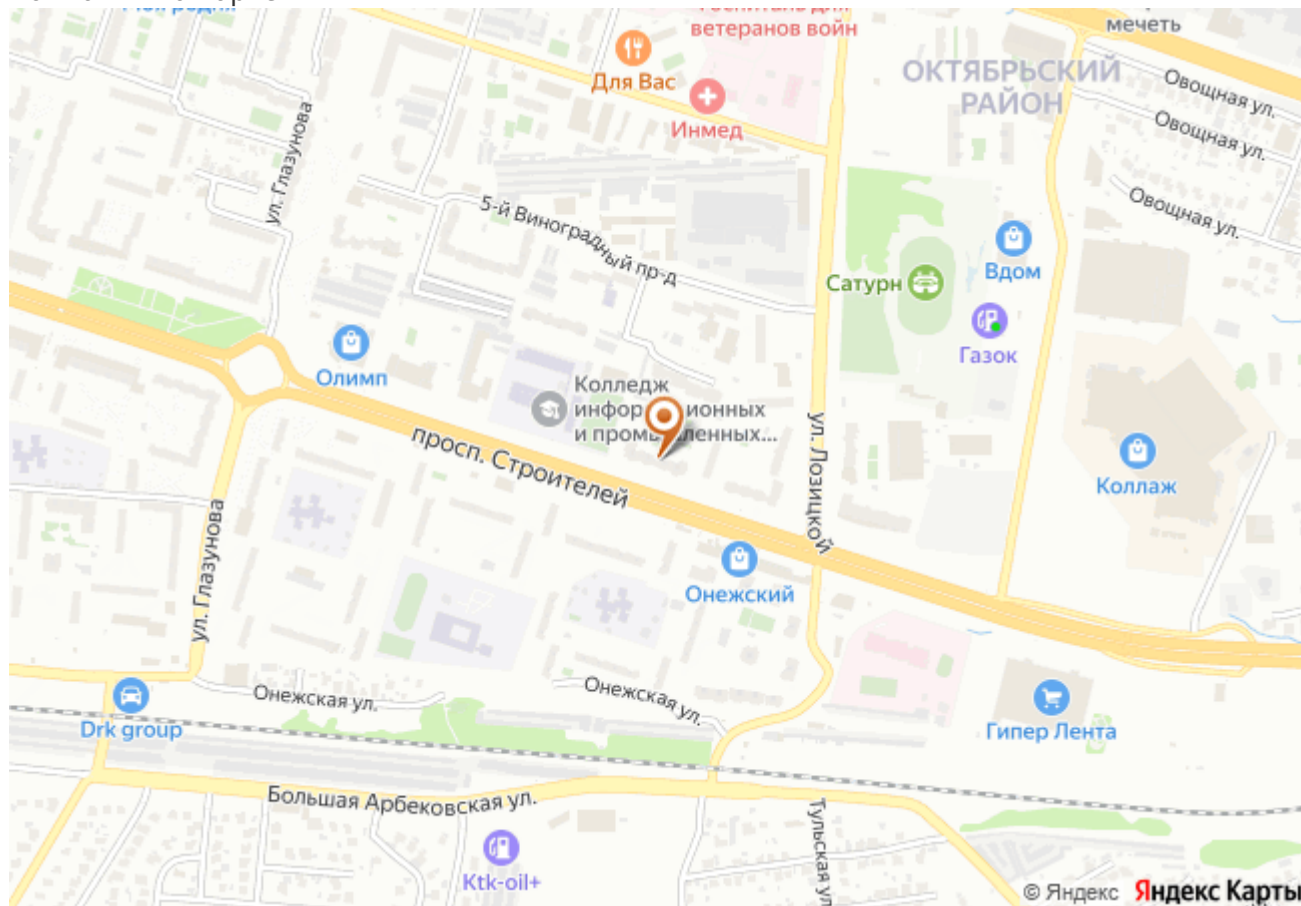 ветеранов войн
мечеть
Для Вас
ОКТЯБРЬСКИЙ
РАЙОН
Овощная ул.
Инмед
Овощная ул.
ул. Глазунова
5-й Виноградный пр-д
Овощная ул.
Вдом
Сатурн
Газок
Олимп
Колледж
и
просп. Строителей
ул. Лозицкой
Коллаж
ул. Глазунова
Онежский
Онежская ул.
Онежская ул.
Drk group
Гипер Лента
Большая Арбековская ул.
Тульская ул
Ktk-oil+
© Яндекс Яндекс Карты